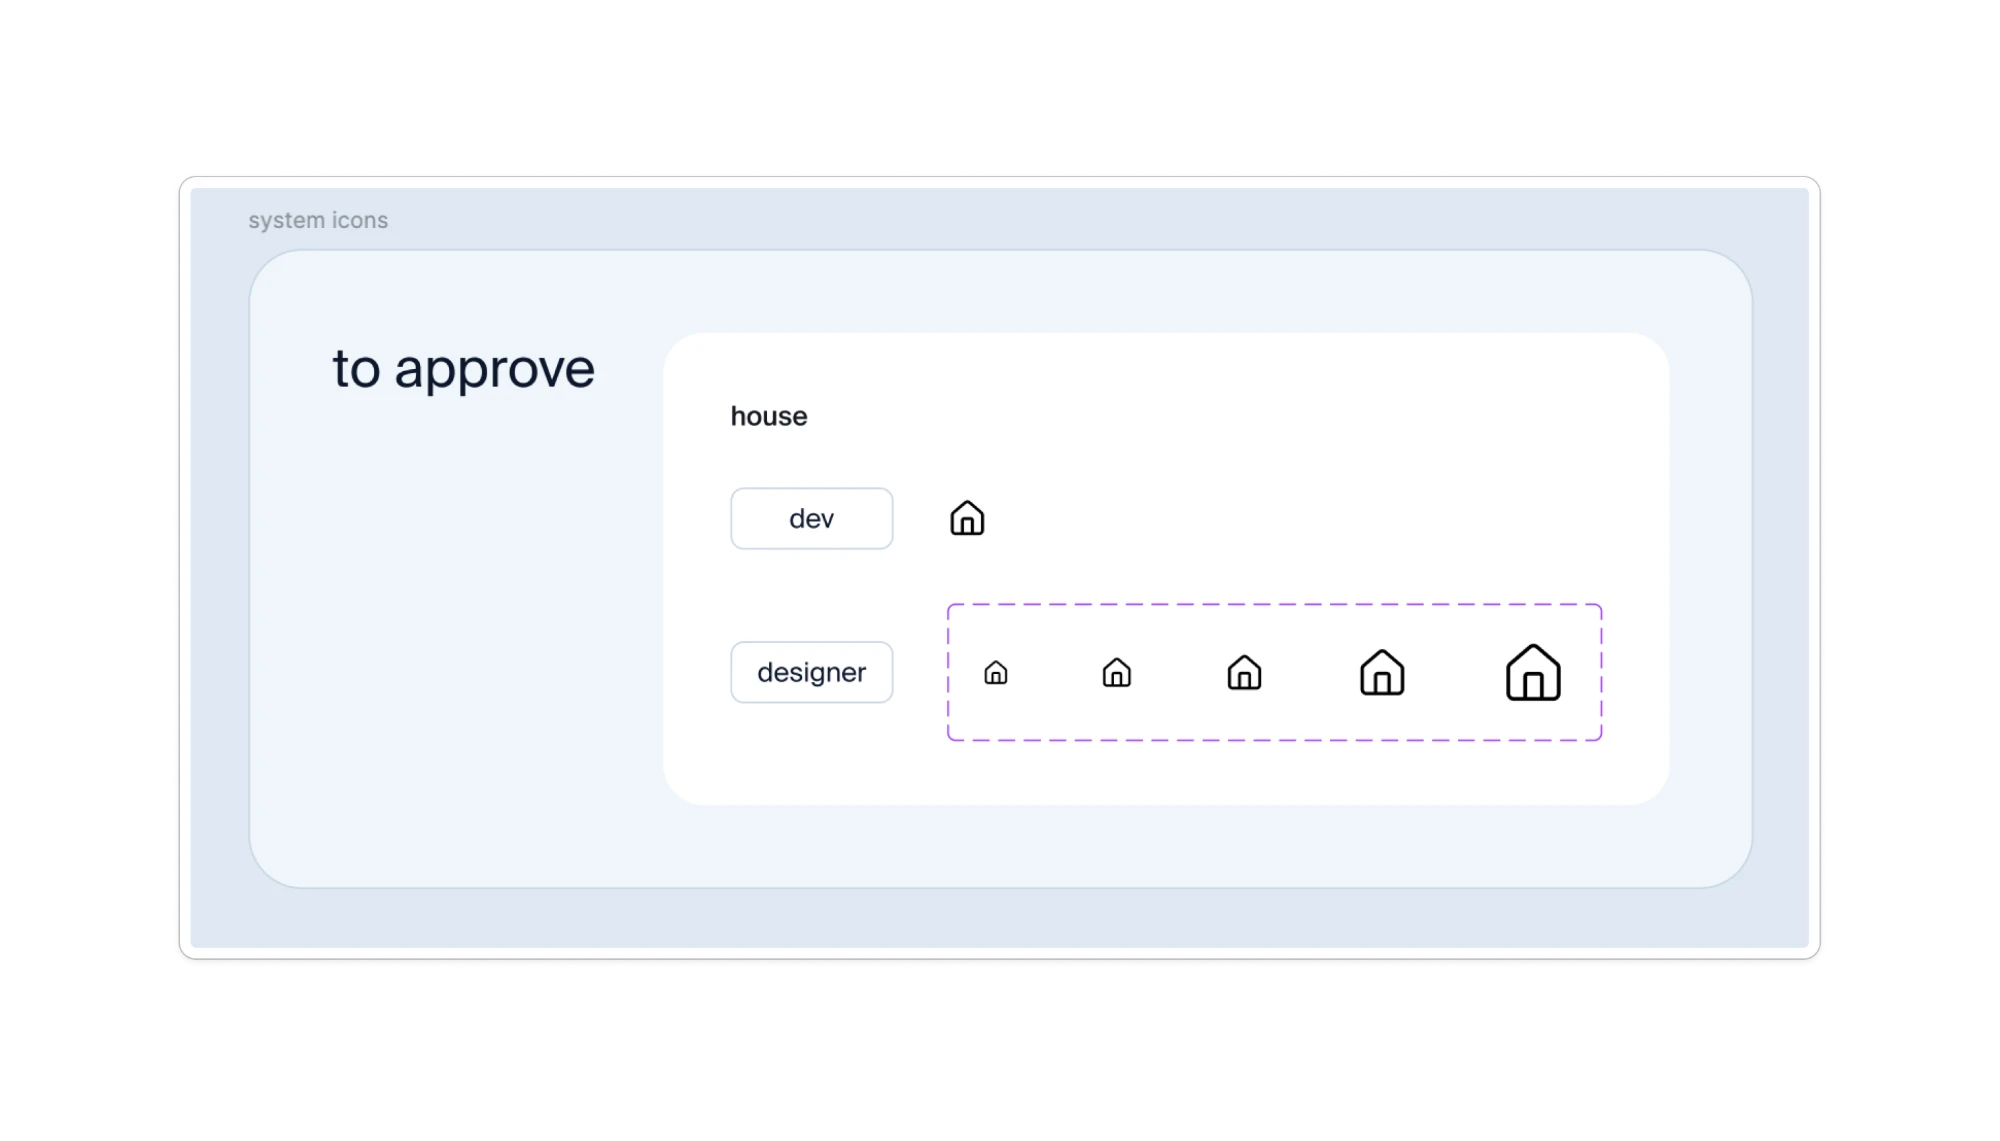 system icons
to approve
house
dev
designer